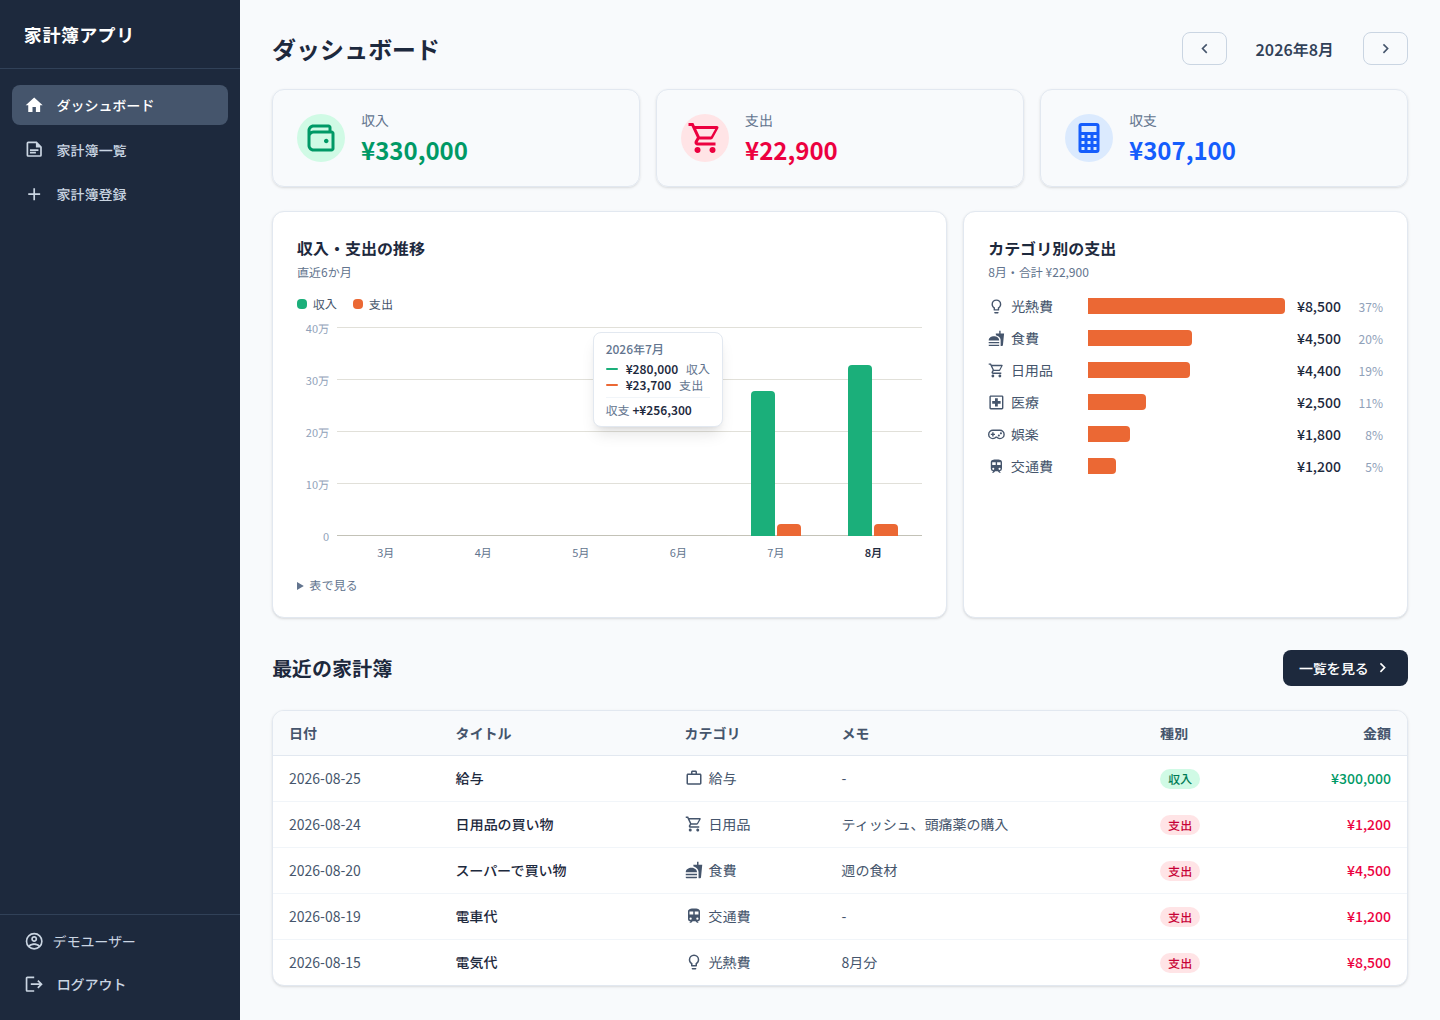 家計簿アプリ
ダッシュボード
家計簿一覧
家計簿登録
デモユーザー
ログアウト
ダッシュボード
2026年8月
収入
¥330,000
支出
¥22,900
収支
¥307,100
収入・支出の推移
直近6か月
収入 支出
40万
30万
20万
10万
0
2026年7月
¥280,000 収入
¥23,700 支出
収支 +¥256,300
3月 4月 5月 6月 7月 8月
表で見る
カテゴリ別の支出
8月・合計 ¥22,900
光熱費 ¥8,500 37%
食費 ¥4,500 20%
日用品 ¥4,400 19%
医療 ¥2,500 11%
娯楽 ¥1,800 8%
交通費 ¥1,200 5%
最近の家計簿
一覧を見る
日付 タイトル カテゴリ メモ 種別 金額
2026-08-25 給与 給与 - 収入 ¥300,000
2026-08-24 日用品の買い物 日用品 ティッシュ、頭痛薬の購入 支出 ¥1,200
2026-08-20 スーパーで買い物 食費 週の食材 支出 ¥4,500
2026-08-19 電車代 交通費 - 支出 ¥1,200
2026-08-15 電気代 光熱費 8月分 支出 ¥8,500